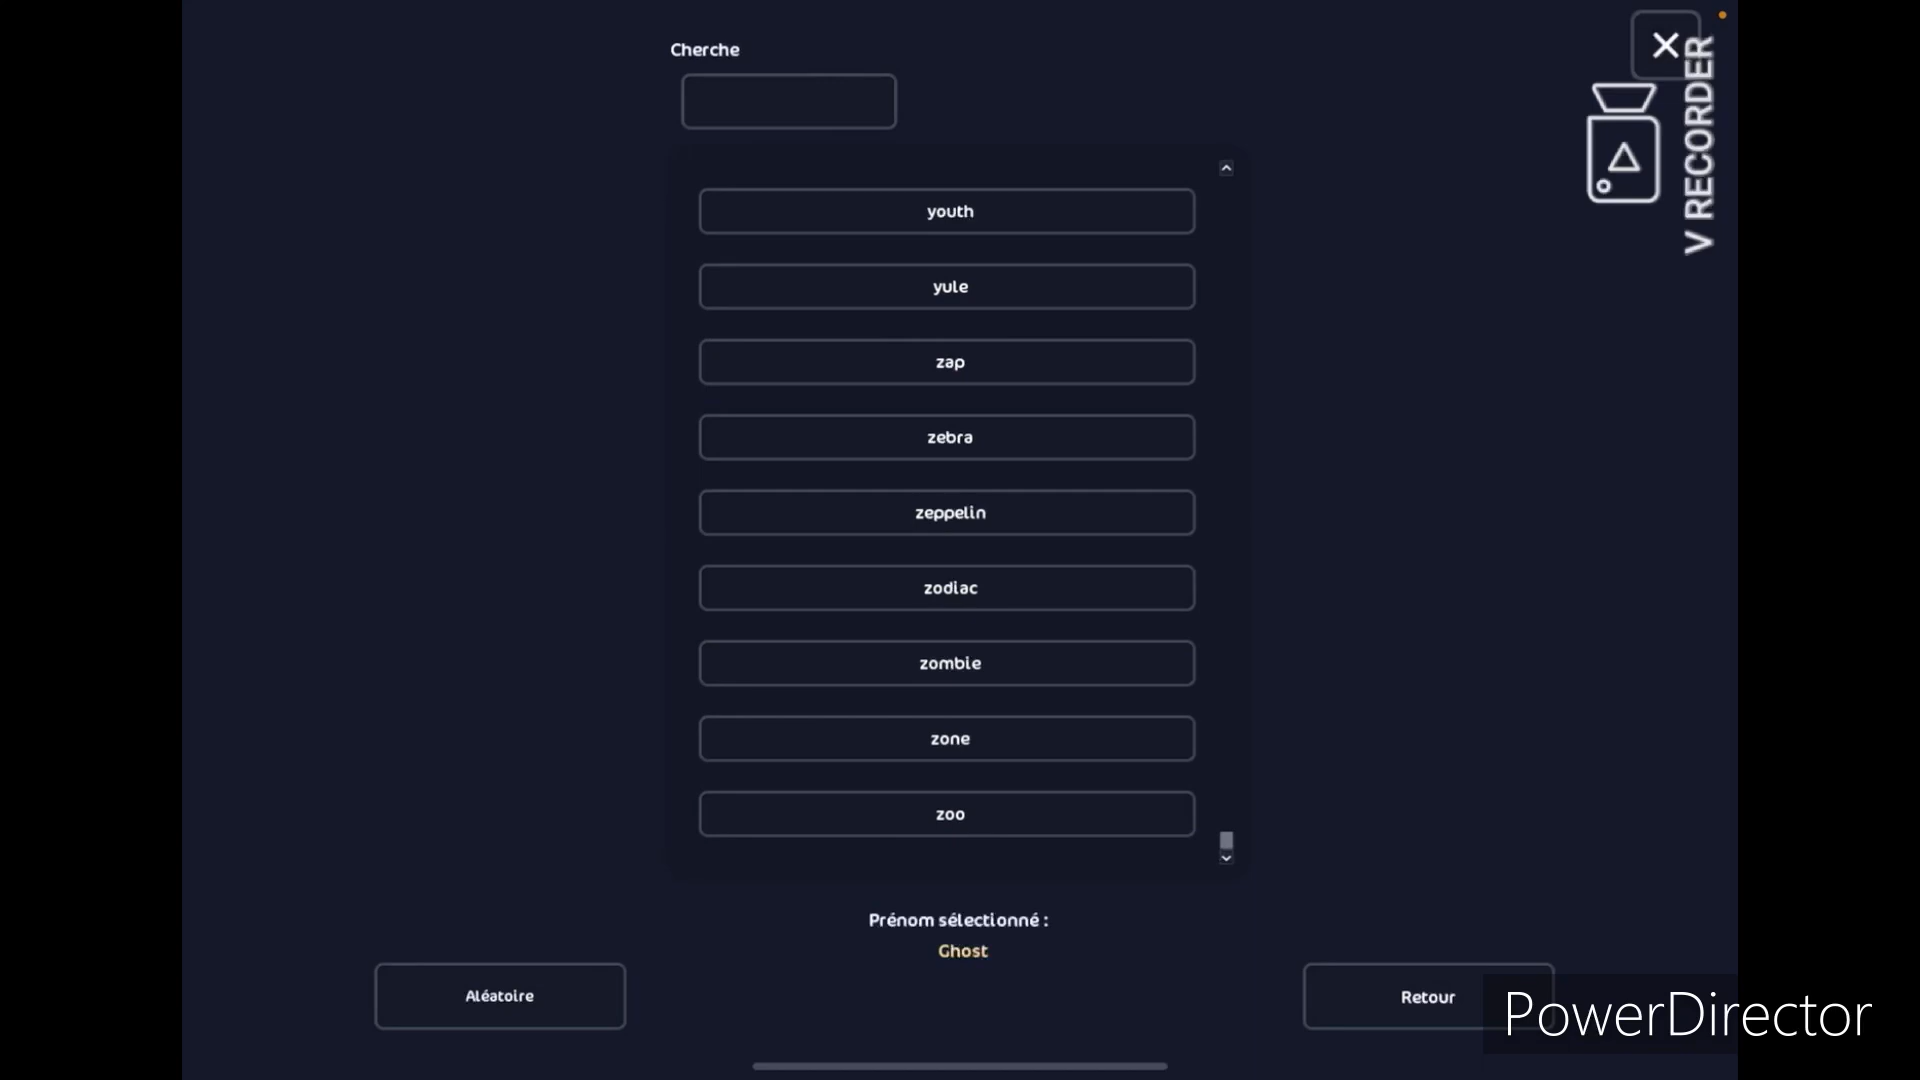 Cherche
V RECORDER
youth
yule
zap
zebra
zeppelin
zodiac
zombie
zone
zoo
Prénom sélectionné :
Ghost
Aléatoire
Retour
PowerDirector